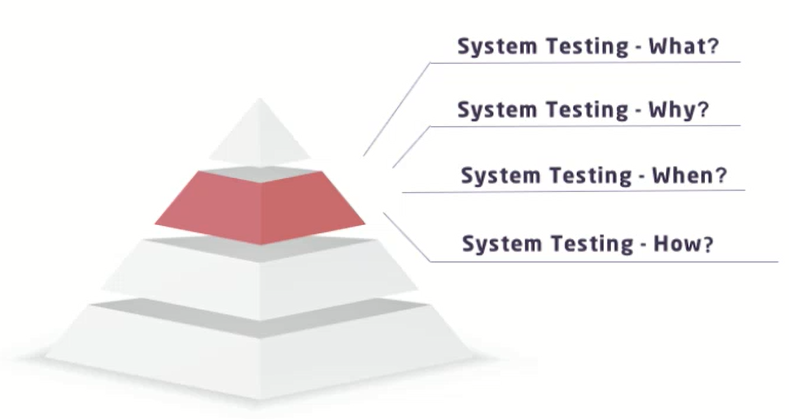 System Testing - What?
System Testing - Why?
System Testing - When?
System Testing - How?